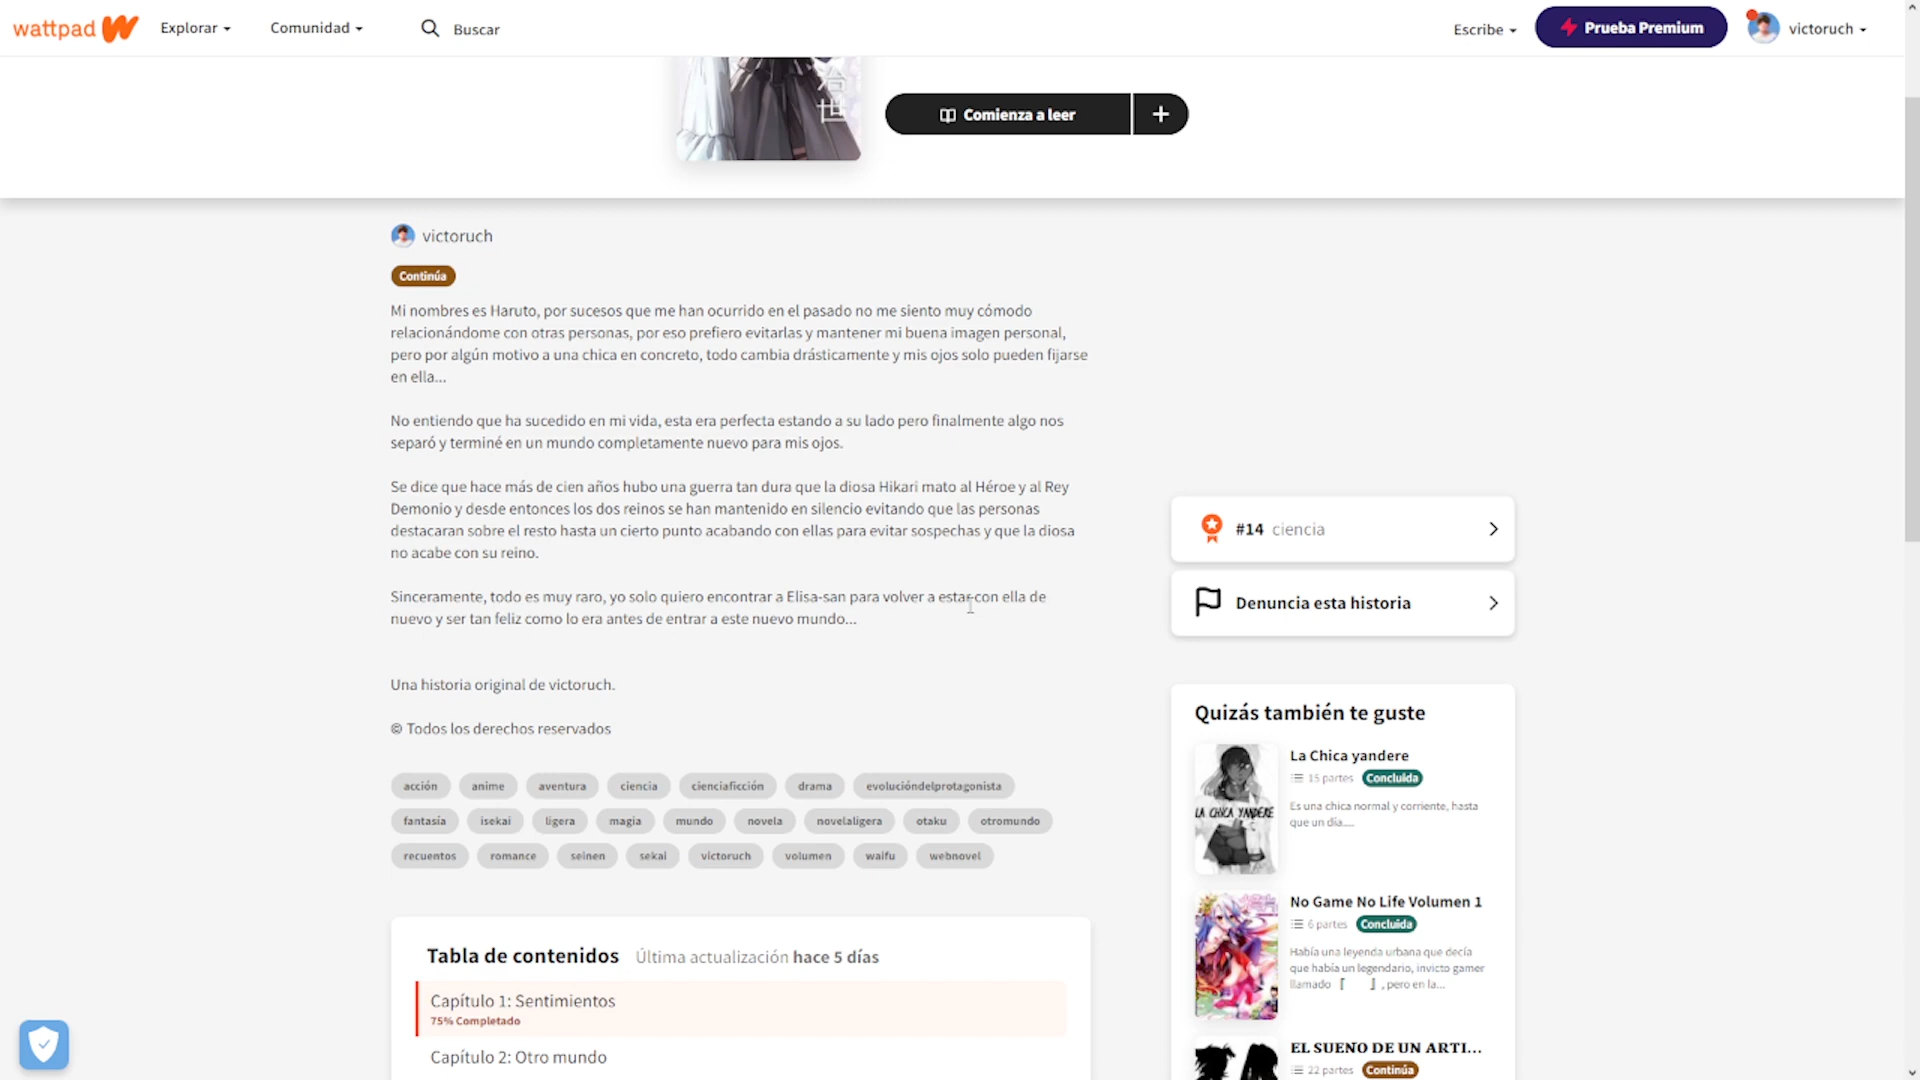 wattpad
Explorar
Comunidad
Buscar
Escribe
Prueba Premium
victoruch
冶
世
Comienza a leer
+
victoruch
Continúa
Mi nombres es Haruto, por sucesos que me han ocurrido en el pasado no me siento muy cómodo
relacionándome con otras personas, por eso prefiero evitarlas y mantener mi buena imagen personal,
pero por algún motivo a una chica en concreto, todo cambia drásticamente y mis ojos solo pueden fijarse
en ella...
No entiendo que ha sucedido en mi vida, esta era perfecta estando a su lado pero finalmente algo nos
separó y terminé en un mundo completamente nuevo para mis ojos.
Se dice que hace más de cien años hubo una guerra tan dura que la diosa Hikari mato al Héroe y al Rey
Demonio y desde entonces los dos reinos se han mantenido en silencio evitando que las personas
destacaran sobre el resto hasta un cierto punto acabando con ellas para evitar sospechas y que la diosa
no acabe con su reino.
Sinceramente, todo es muy raro, yo solo quiero encontrar a Elisa-san para volver a estar con ella de
nuevo y ser tan feliz como lo era antes de entrar a este nuevo mundo...
Una historia original de victoruch.
© Todos los derechos reservados
acción anime aventura ciencia cienciaficción drama evolucióndelprotagonista
fantasía isekai ligera magia mundo novela novelaligera otaku otromundo
recuentos romance seinen sekai victoruch volumen waifu webnovel
Tabla de contenidos Última actualización hace 5 días
Capítulo 1: Sentimientos
75% Completado
Capítulo 2: Otro mundo
#14 ciencia
Denuncia esta historia
Quizás también te guste
LA CHICA YANDERE
La Chica yandere
15 partes Concluida
Es una chica normal y corriente, hasta
que un día....
No Game No Life Volumen 1
6 partes Concluida
Había una leyenda urbana que decía
que había un legendario, invicto gamer
llamado 『 』, pero en la...
EL SUENO DE UN ARTI...
22 partes Continúa